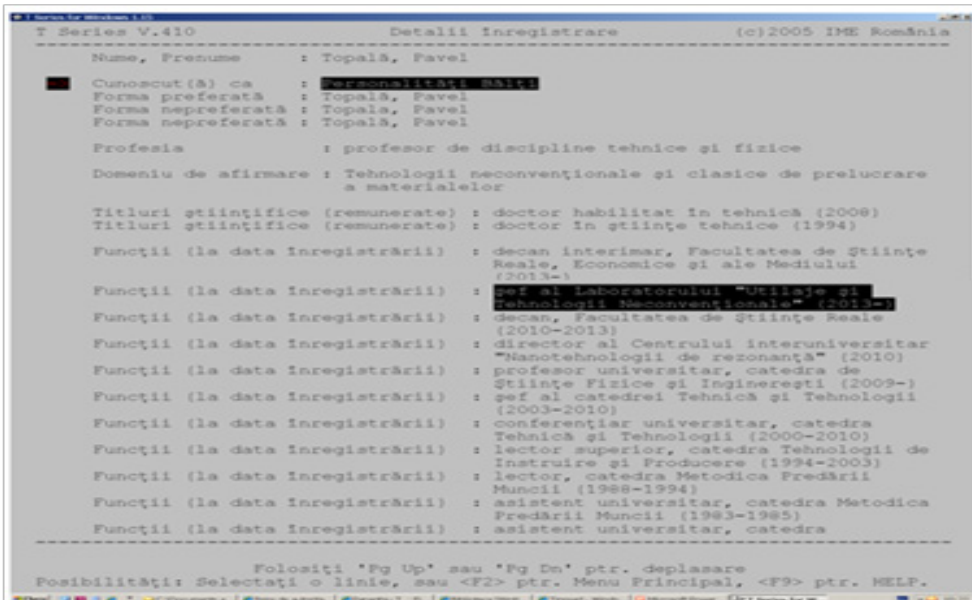 T Series for Windows 1.15
T Series V.410 Detalii înregistrare (c)2005 IME România
Nume, Prenume : Topală, Pavel
Cunoscut(ă) ca : Personalităţi Bălţi
Forma preferată : Topală, Pavel
Forma nepreferată : Topala, Pavel
Forma nepreferată : Topală, Pavel
Profesia : profesor de discipline tehnice şi fizice
Domeniu de afirmare : Tehnologii neconvenţionale şi clasice de prelucrare
a materialelor
Titluri ştiinţifice (remunerate) : doctor habilitat în tehnică (2008)
Titluri ştiinţifice (remunerate) : doctor în ştiinţe tehnice (1994)
Funcţii (la data înregistrării) : decan interimar, Facultatea de Ştiinţe
Reale, Economice şi ale Mediului
(2013-)
Funcţii (la data înregistrării) : şef al Laboratorului "Utilaje şi
Tehnologii Neconvenţionale" (2013-)
Funcţii (la data înregistrării) : decan, Facultatea de Ştiinţe Reale
(2010-2013)
Funcţii (la data înregistrării) : director al Centrului interuniversitar
"Nanotehnologii de rezonanţă" (2010)
Funcţii (la data înregistrării) : profesor universitar, catedra de
Ştiinţe Fizice şi Inginereşti (2009-)
Funcţii (la data înregistrării) : şef al catedrei Tehnică şi Tehnologii
(2003-2010)
Funcţii (la data înregistrării) : conferenţiar universitar, catedra
Tehnică şi Tehnologii (2000-2010)
Funcţii (la data înregistrării) : lector superior, catedra Tehnologii de
Instruire şi Producere (1994-2003)
Funcţii (la data înregistrării) : lector, catedra Metodica Predării
Muncii (1988-1994)
Funcţii (la data înregistrării) : asistent universitar, catedra Metodica
Predării Muncii (1983-1985)
Funcţii (la data înregistrării) : asistent universitar, catedra
Folosiţi 'Pg Up' sau 'Pg Dn' ptr. deplasare
Posibilităţi: Selectaţi o linie, sau <F2> ptr. Menu Principal, <F9> ptr. HELP.